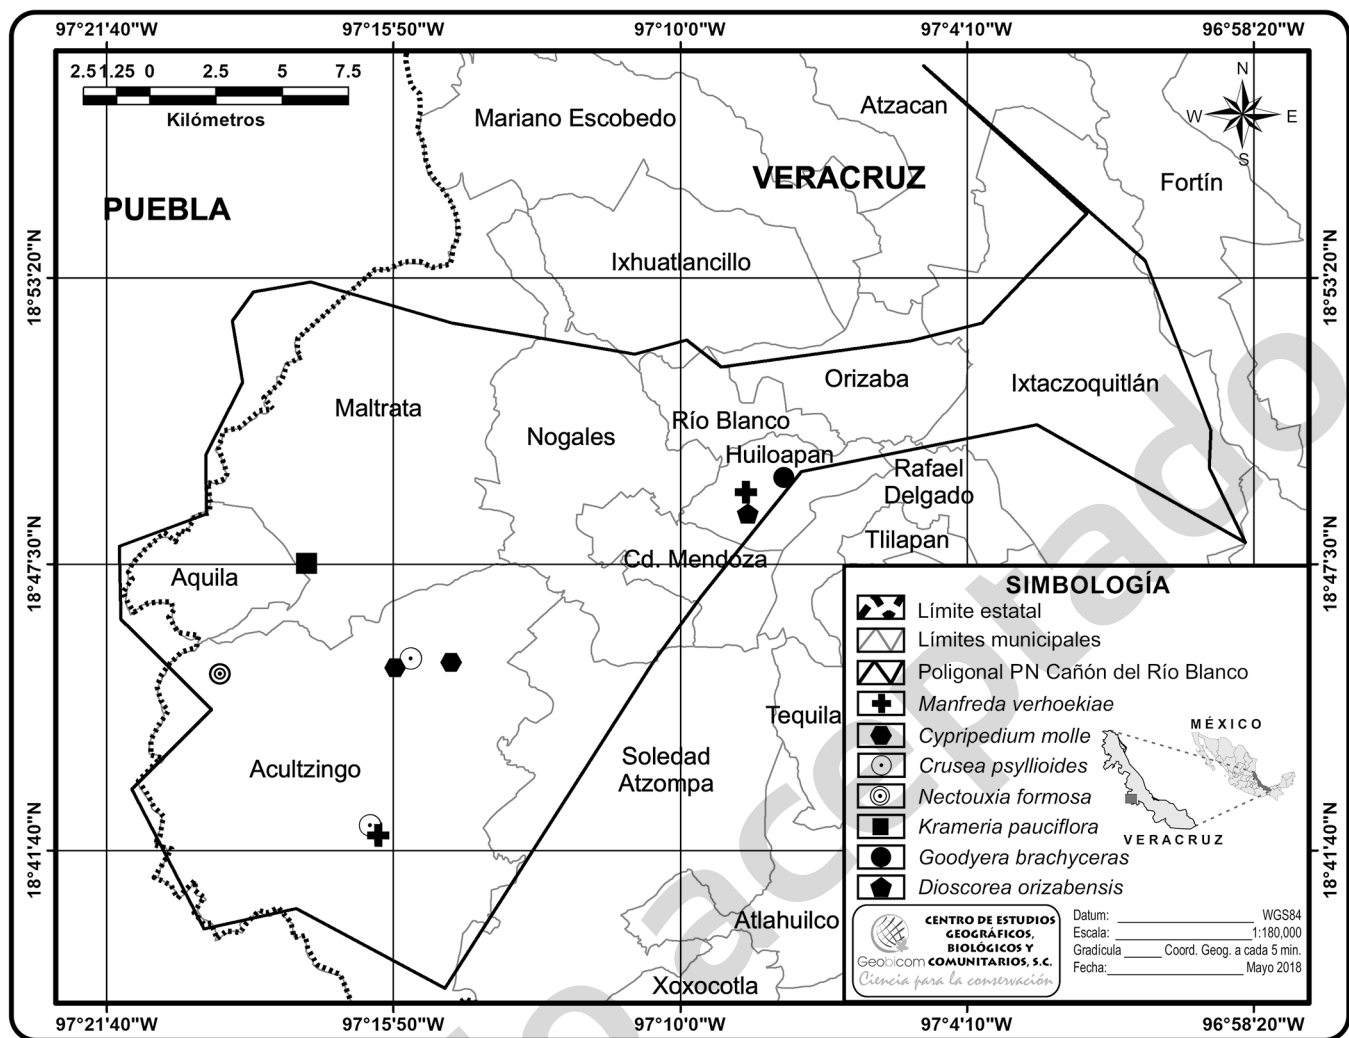 97°21'40"W 97°15'50"W 97°10'0"W 97°4'10"W 96°58'20"W
2.5 1.25 0 2.5 5 7.5
Kilómetros
N
W E
S
Mariano Escobedo
Atzacan
VERACRUZ
Fortín
PUEBLA
Ixhuatlancillo
18°53'20"N
18°53'20"N
Orizaba
Ixtaczoquitlán
Maltrata
Río Blanco
Nogales
Huiloapan
Rafael
Delgado
Tlilapan
Cd. Mendoza
18°47'30"N
18°47'30"N
Aquila
Tequila
Soledad
Atzompa
Acultzingo
18°41'40"N
18°41'40"N
Atlahuilco
Xoxocotla
SIMBOLOGÍA
Límite estatal
Límites municipales
Poligonal PN Cañón del Río Blanco
Manfreda verhoekiae
Cypripedium molle
Crusea psyllioides
Nectouxia formosa
Krameria pauciflora
Goodyera brachyceras
Dioscorea orizabensis
MÉXICO
VERACRUZ
Geobicom
CENTRO DE ESTUDIOS
GEOGRÁFICOS,
BIOLÓGICOS Y
COMUNITARIOS, S.C.
Ciencia para la conservación
Datum: WGS84
Escala: 1:180,000
Gradícula Coord. Geog. a cada 5 min.
Fecha: Mayo 2018
97°21'40"W 97°15'50"W 97°10'0"W 97°4'10"W 96°58'20"W
aceptado